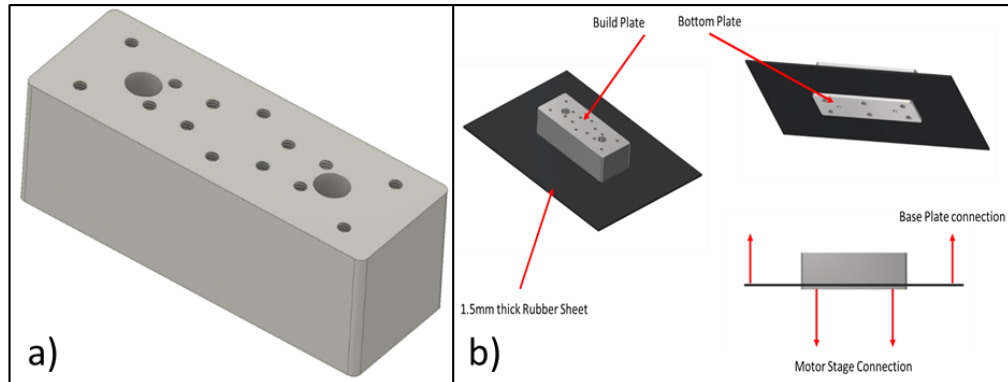 a)
Build Plate
Bottom Plate
1.5mm thick Rubber Sheet
Base Plate connection
Motor Stage Connection
b)